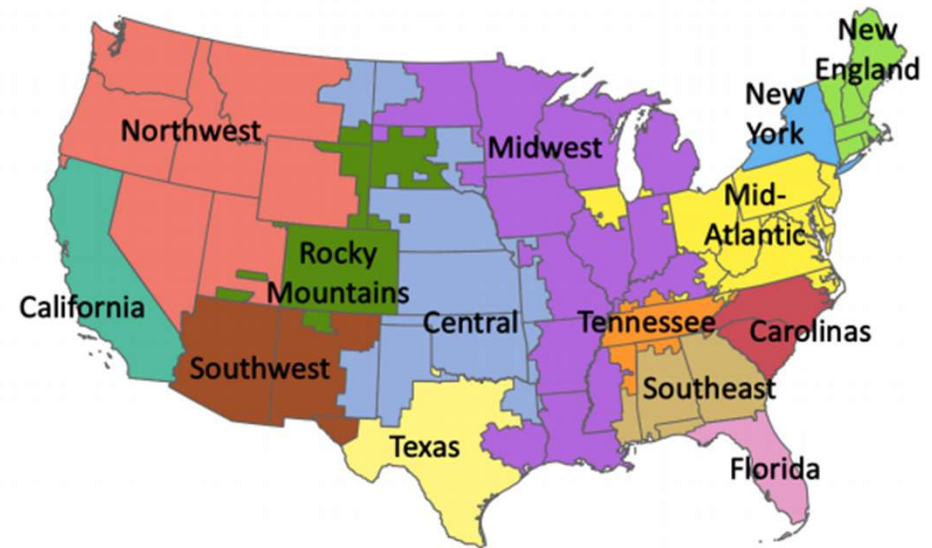 New
England
New
York
Northwest
Midwest
Mid-
Atlantic
Rocky
Mountains
California
Central
Tennessee
Carolinas
Southwest
Southeast
Texas
Florida